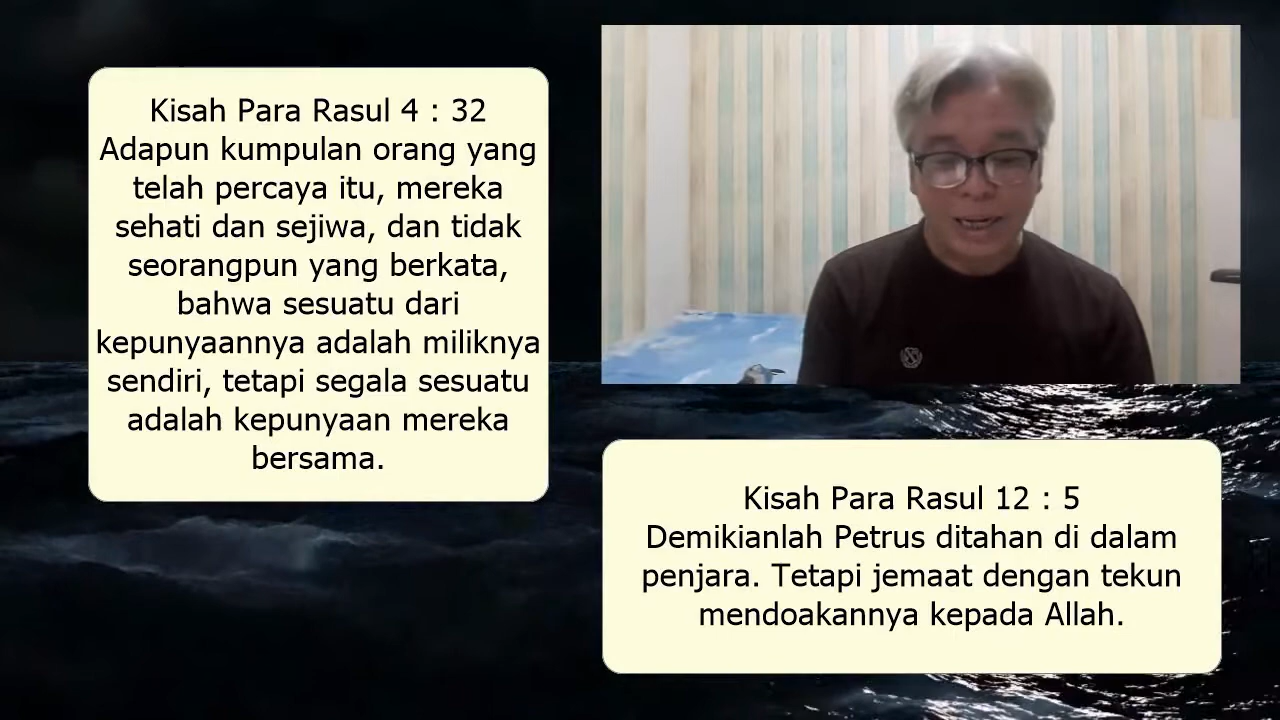 Kisah Para Rasul 4 : 32
Adapun kumpulan orang yang
telah percaya itu, mereka
sehati dan sejiwa, dan tidak
seorangpun yang berkata,
bahwa sesuatu dari
kepunyaannya adalah miliknya
sendiri, tetapi segala sesuatu
adalah kepunyaan mereka
bersama.
Kisah Para Rasul 12 : 5
Demikianlah Petrus ditahan di dalam
penjara. Tetapi jemaat dengan tekun
mendoakannya kepada Allah.